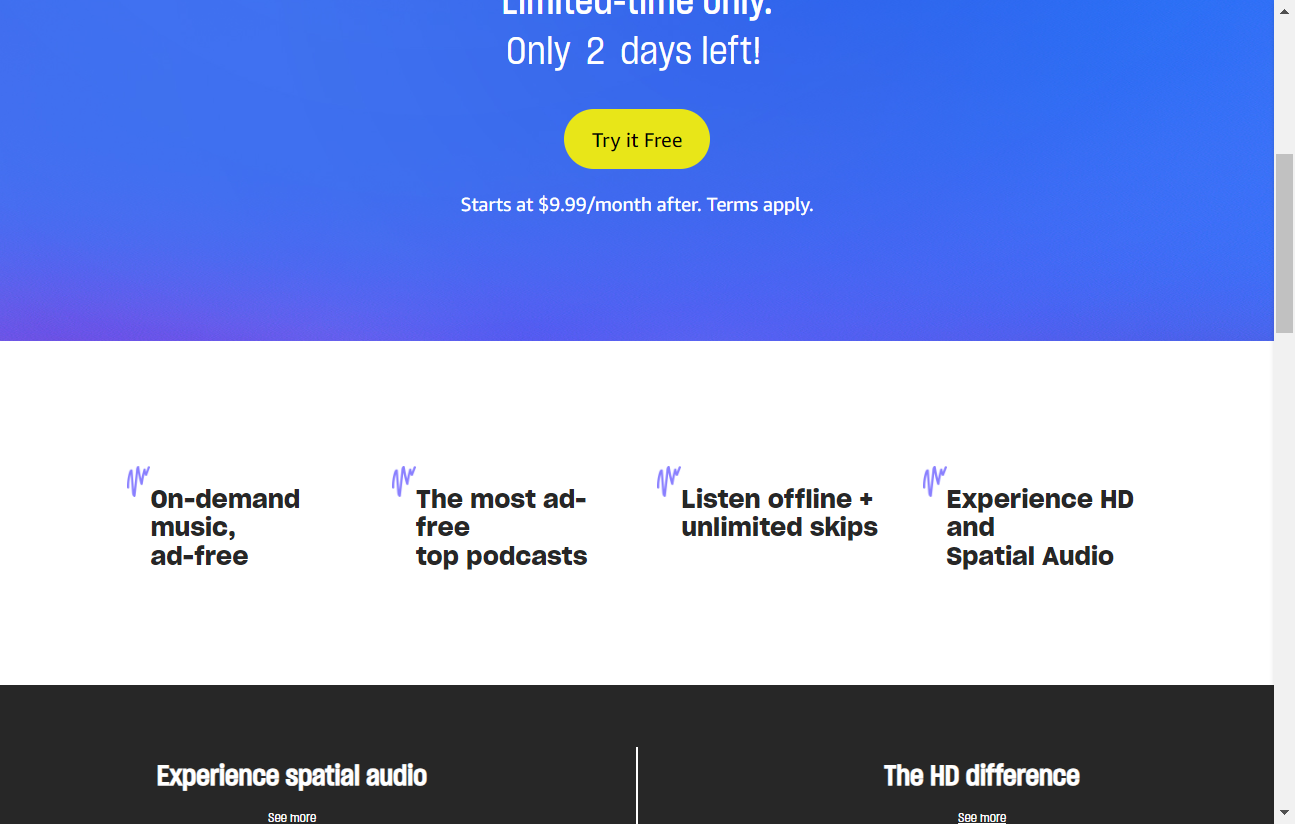 Limited-time only.
Only 2 days left!
Try it Free
Starts at $9.99/month after. Terms apply.
On-demand
music,
ad-free
The most ad-
free
top podcasts
Listen offline +
unlimited skips
Experience HD
and
Spatial Audio
Experience spatial audio
The HD difference
See more
See more